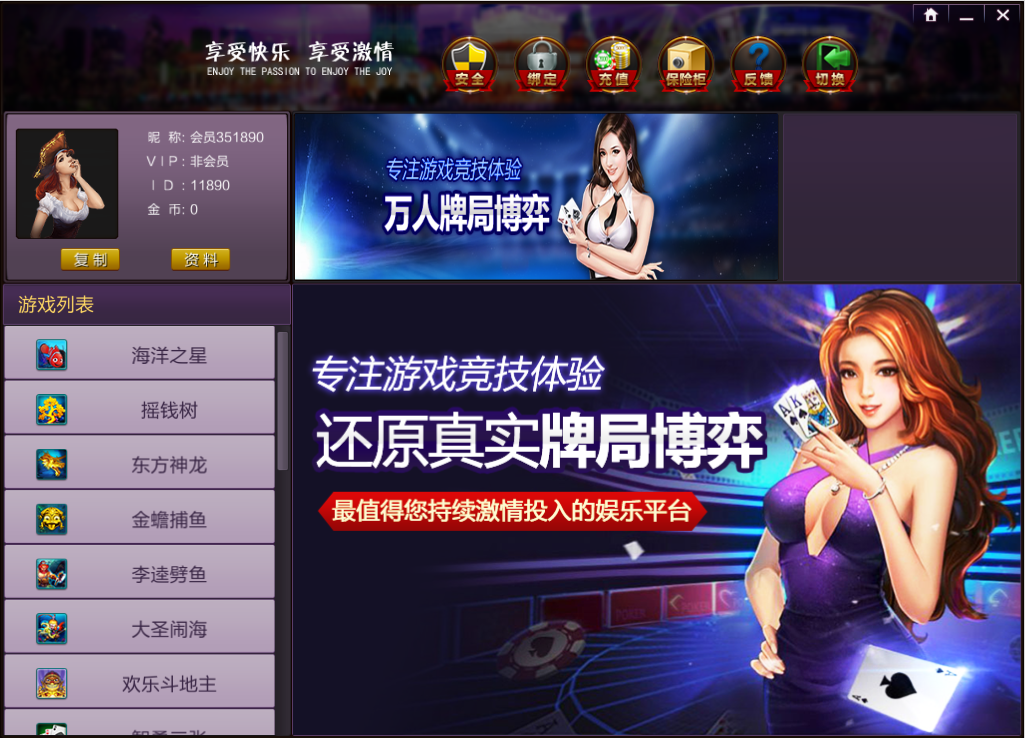 享受快乐 享受激情
ENJOY THE PASSION TO ENJOY THE JOY
安全
绑定
充值
保险柜
反馈
切换
昵 称: 会员351890
V I P : 非会员
I D : 11890
金 币: 0
复制
资料
专注游戏竞技体验
万人牌局博弈
游戏列表
海洋之星
摇钱树
东方神龙
金蟾捕鱼
李逵劈鱼
大圣闹海
欢乐斗地主
专注游戏竞技体验
还原真实牌局博弈
最值得您持续激情投入的娱乐平台
A
K
POKER
POKER
A